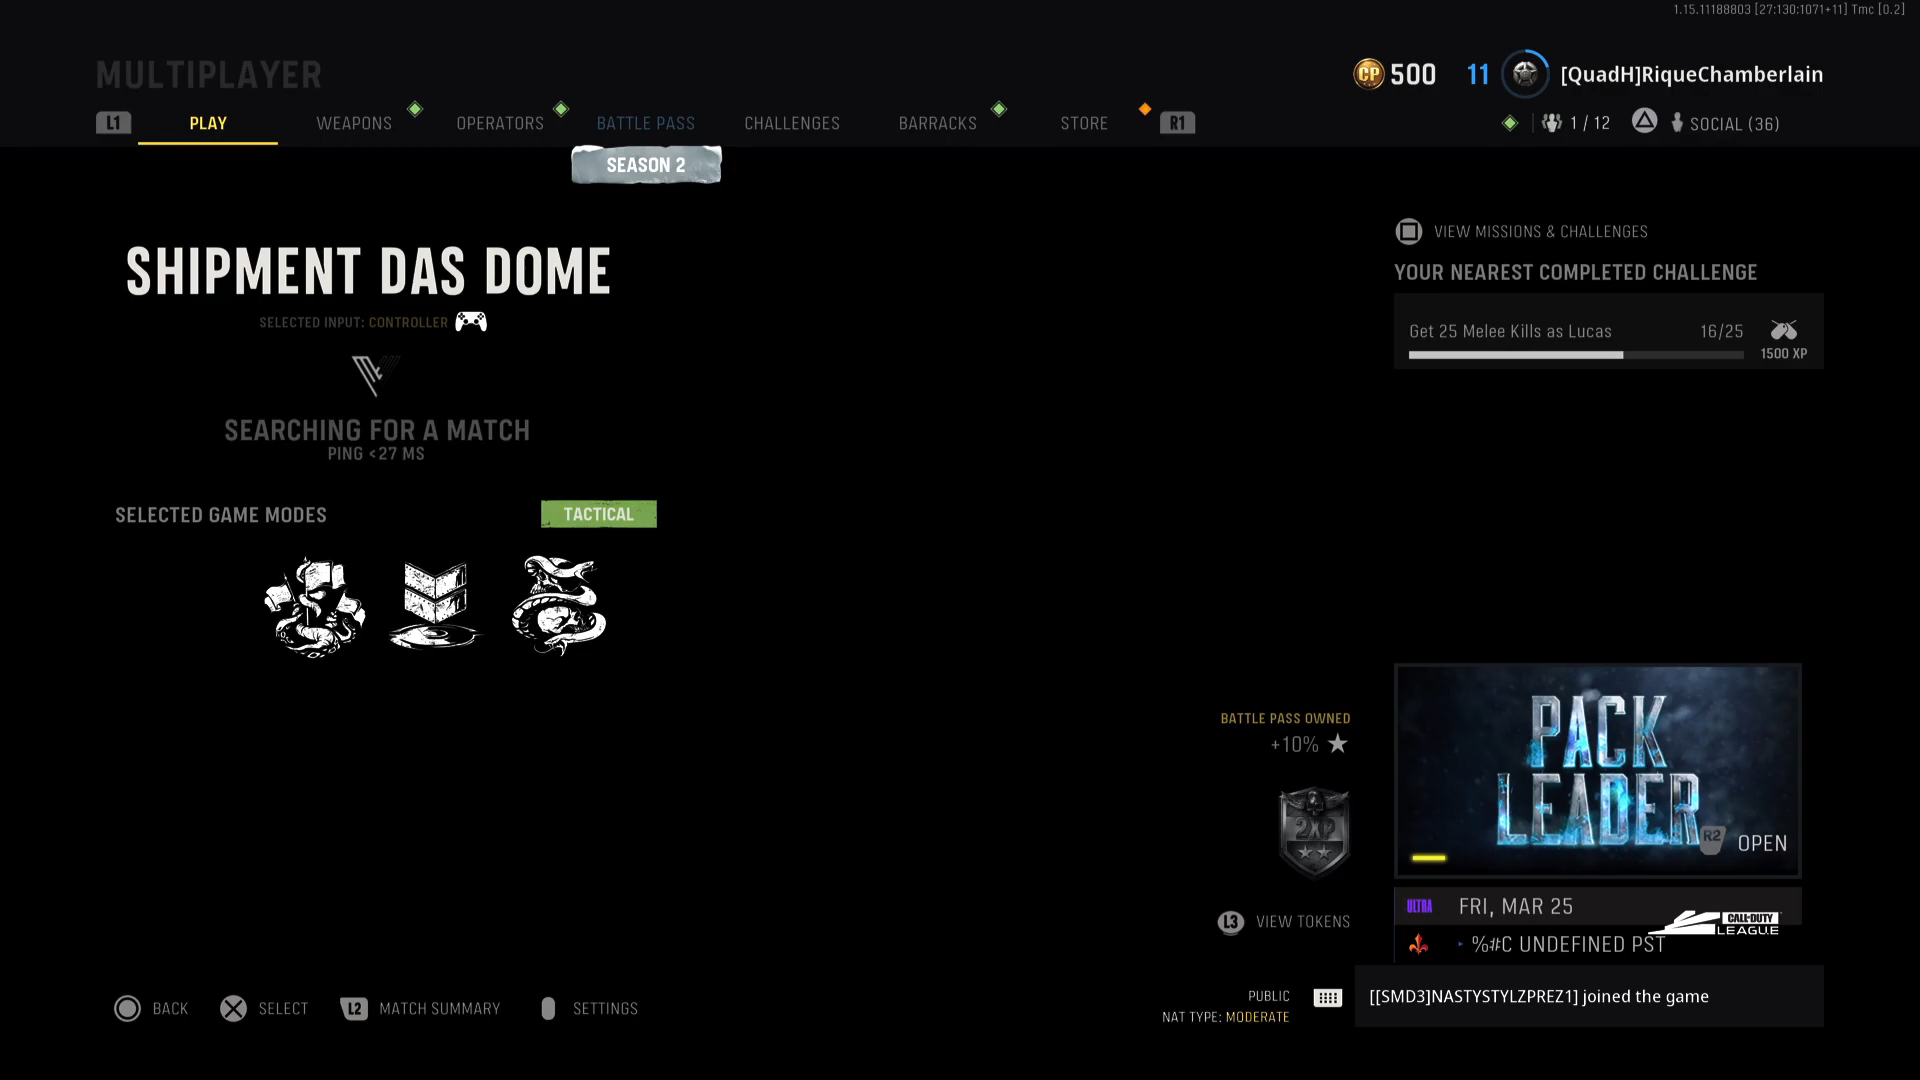 1.15.11188803 [27:130:1071+11] Tmc [0.2]
MULTIPLAYER
CP 500 11 [QuadH]RiqueChamberlain
L1 PLAY WEAPONS OPERATORS BATTLE PASS CHALLENGES BARRACKS STORE R1
1 / 12 SOCIAL (36)
SEASON 2
SHIPMENT DAS DOME
SELECTED INPUT: CONTROLLER
SEARCHING FOR A MATCH
PING <27 MS
SELECTED GAME MODES TACTICAL
VIEW MISSIONS & CHALLENGES
YOUR NEAREST COMPLETED CHALLENGE
Get 25 Melee Kills as Lucas 16/25
1500 XP
BATTLE PASS OWNED
+10%
2XP
L3 VIEW TOKENS
PACK
LEADER
R2 OPEN
ULTRA FRI, MAR 25
CALL OF DUTY
LEAGUE
%#C UNDEFINED PST
BACK SELECT L2 MATCH SUMMARY SETTINGS
PUBLIC
NAT TYPE: MODERATE
[[SMD3]NASTYSTYLZPREZ1] joined the game